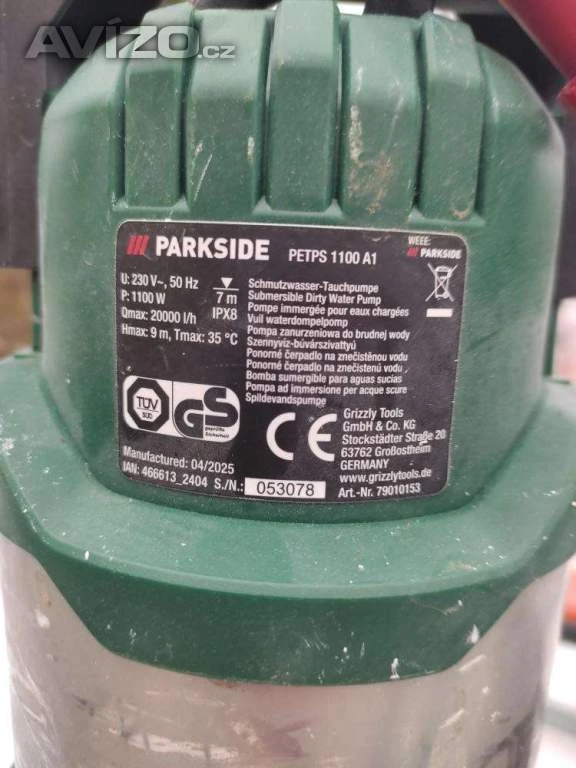 AVÍZO.cz
PARKSIDE
PETPS 1100 A1
WEEE:
PARKSIDE
U: 230 V~, 50 Hz
P: 1100 W
7 m
Qmax: 20000 l/h
IPX8
Hmax: 9 m, Tmax: 35 °C
Schmutzwasser-Tauchpumpe
Submersible Dirty Water Pump
Pompe immergée pour eaux chargées
Vuil waterdompelpomp
Pompa zanurzeniowa do brudnej wody
Szennyvíz-búvárszivattyú
Ponorné čerpadlo na znečistěnou vodu
Ponorné čerpadlo na znečistenú vodu
Bomba sumergible para aguas sucias
Pompa ad immersione per acque scure
Spildevandspumpe
TÜV
SÜD
GS
geprüfte
Sicherheit
CE
Grizzly Tools
GmbH & Co. KG
Stockstädter Straße 20
63762 Großostheim
GERMANY
www.grizzlytools.de
Art.-Nr. 79010153
Manufactured: 04/2025
IAN: 466613_2404 S./N.: 053078